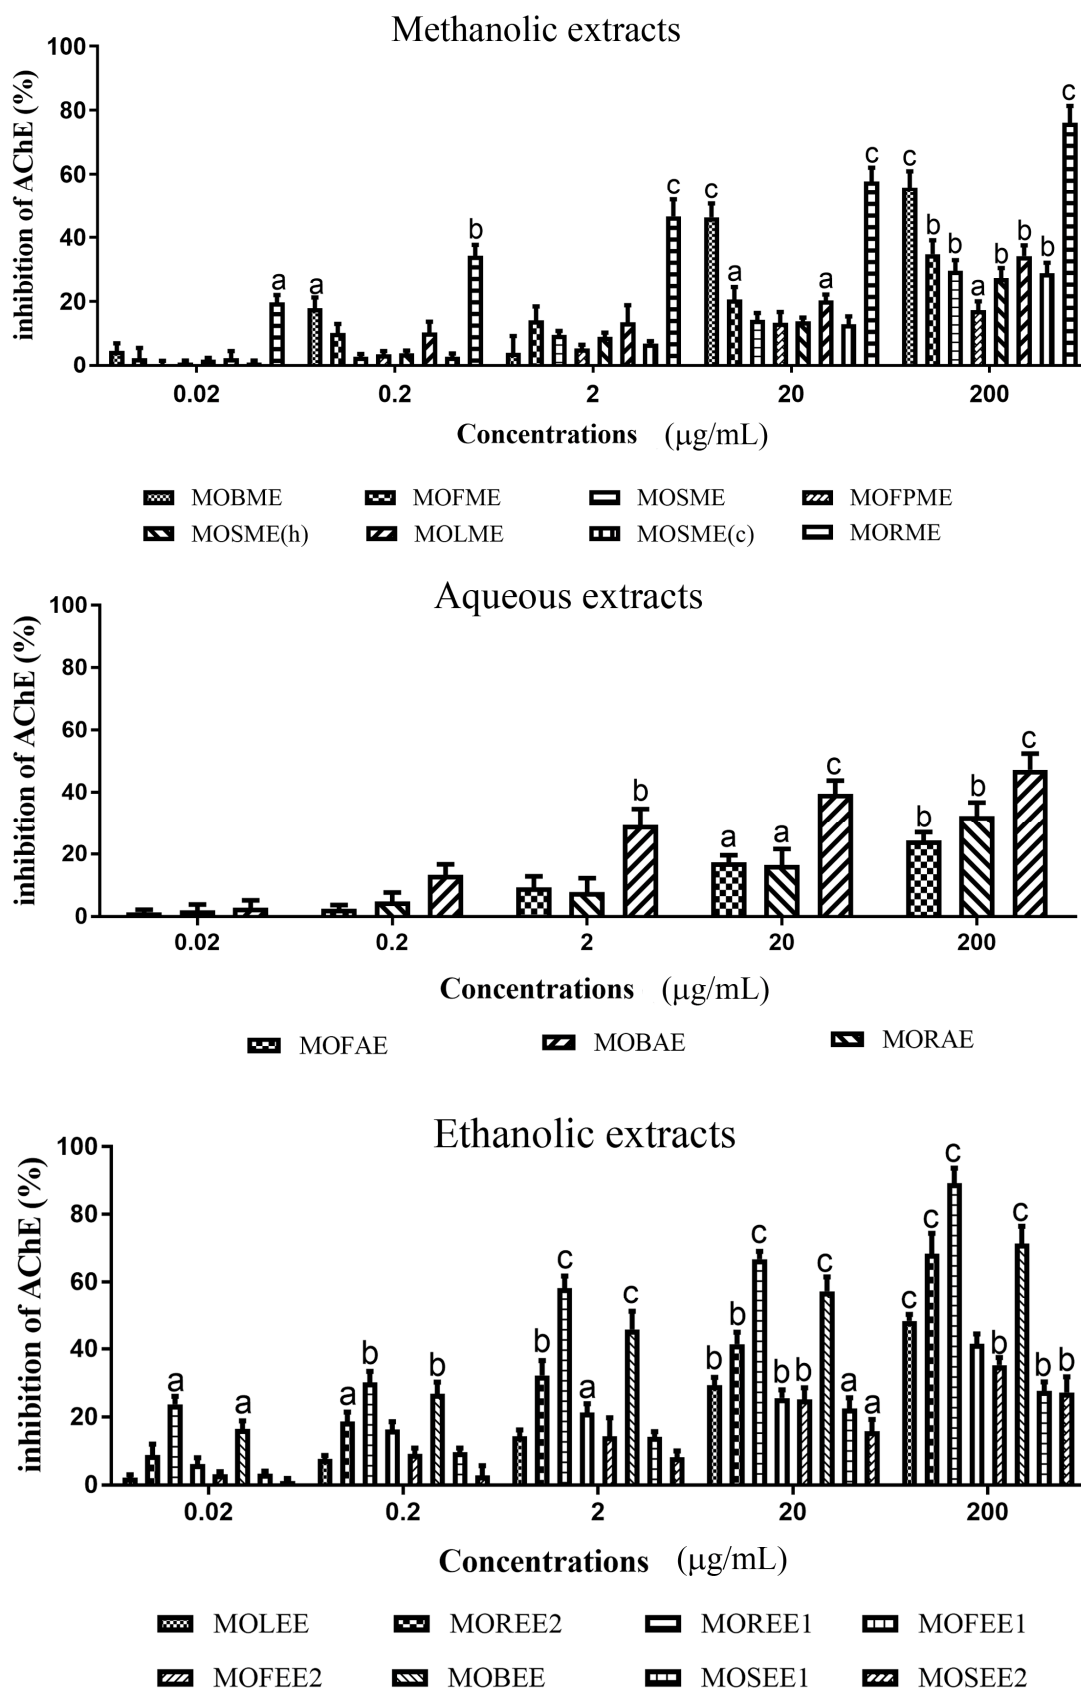 Methanolic extracts
inhibition of AChE (%)
100
80
60
40
20
0
a a b c c a a c c b b a b b b c
0.02 0.2 2 20 200
Concentrations (µg/mL)
MOBME MOFME MOSME MOFPME
MOSME(h) MOLME MOSME(c) MORME
Aqueous extracts
inhibition of AChE (%)
100
80
60
40
20
0
b a a c b b c
0.02 0.2 2 20 200
Concentrations (µg/mL)
MOFAE MOBAE MORAE
Ethanolic extracts
inhibition of AChE (%)
100
80
60
40
20
0
a a a b b b c a c b b c b b c a a c c c b c b b
0.02 0.2 2 20 200
Concentrations (µg/mL)
MOLEE MOREE2 MOREE1 MOFEE1
MOFEE2 MOBEE MOSEE1 MOSEE2